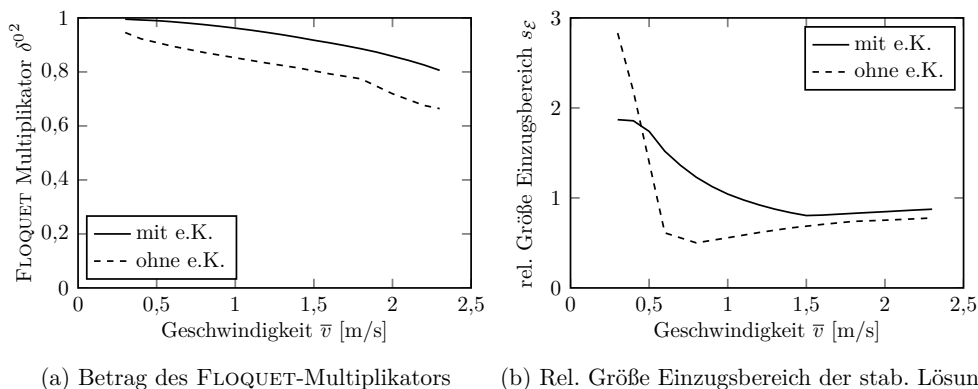 1
0,8
0,6
0,4
0,2
0
0
0,5
1
1,5
2
2,5
FLOQUET Multiplikator δ⁰²
Geschwindigkeit v̅ [m/s]
mit e.K.
ohne e.K.
(a) Betrag des FLOQUET-Multiplikators
3
2
1
0
0
0,5
1
1,5
2
2,5
rel. Größe Einzugsbereich s_ℰ
Geschwindigkeit v̅ [m/s]
mit e.K.
ohne e.K.
(b) Rel. Größe Einzugsbereich der stab. Lösun